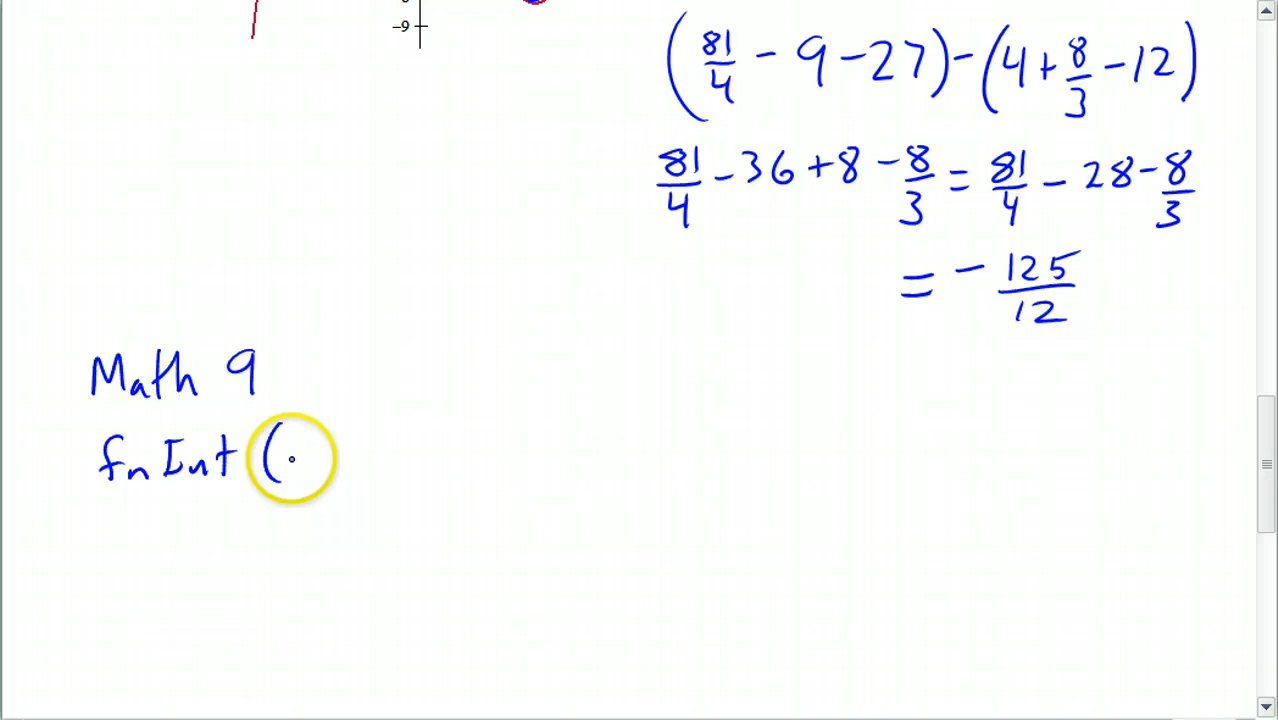 -9
(81/4 - 9 - 27) - (4 + 8/3 - 12)
81/4 - 36 + 8 - 8/3 = 81/4 - 28 - 8/3
= - 125/12
Math 9
fnInt (